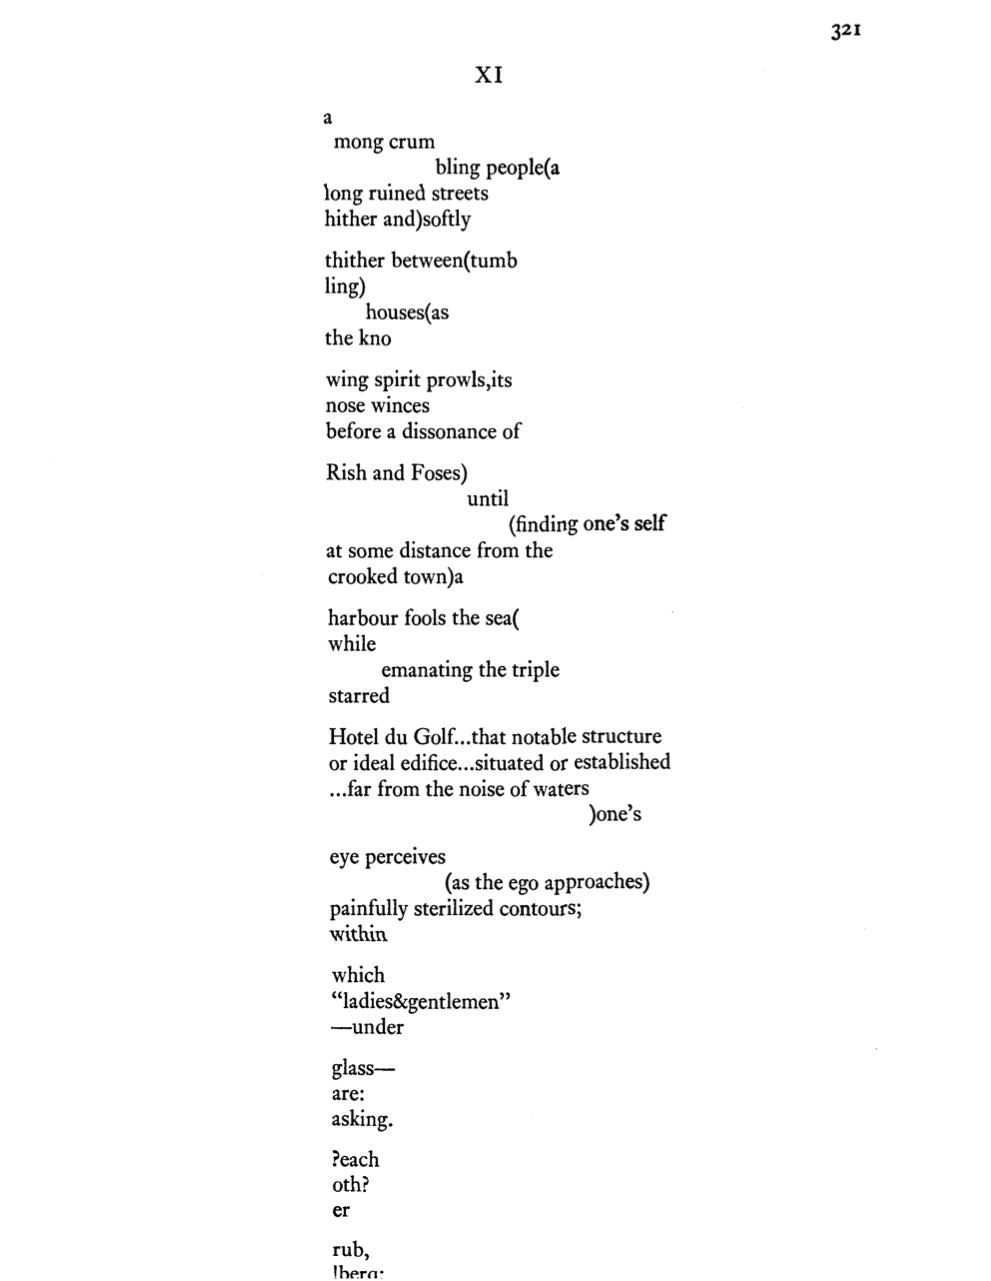 321
XI
a
mong crum
bling people(a
long ruined streets
hither and)softly
thither between(tumb
ling)
houses(as
the kno
wing spirit prowls,its
nose winces
before a dissonance of
Rish and Foses)
until
(finding one's self
at some distance from the
crooked town)a
harbour fools the sea(
while
emanating the triple
starred
Hotel du Golf...that notable structure
or ideal edifice...situated or established
...far from the noise of waters
)one's
eye perceives
(as the ego approaches)
painfully sterilized contours;
within
which
“ladies&gentlemen”
—under
glass—
are:
asking.
?each
oth?
er
rub,
!berq;